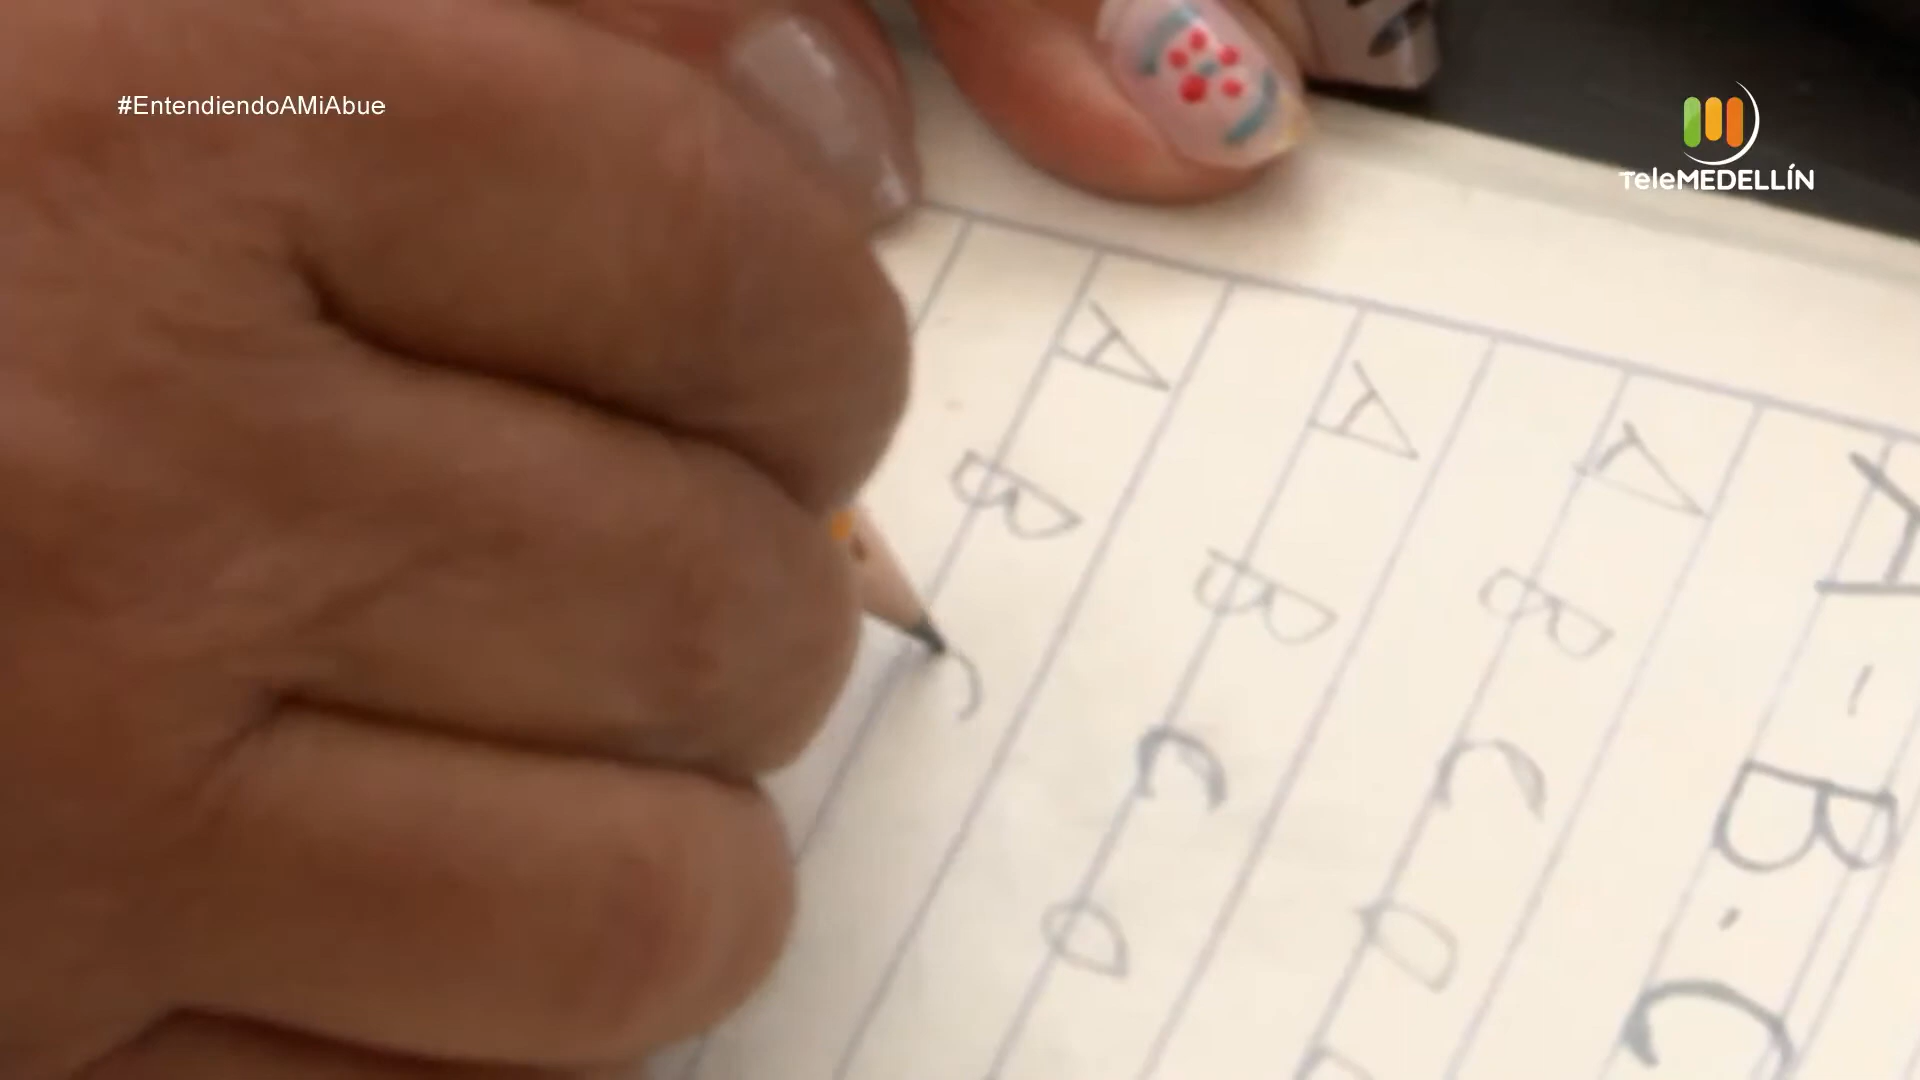 #EntendiendoAMiAbue
TeleMEDELLÍN
A - B - C
A B C D
A B C D
A B C